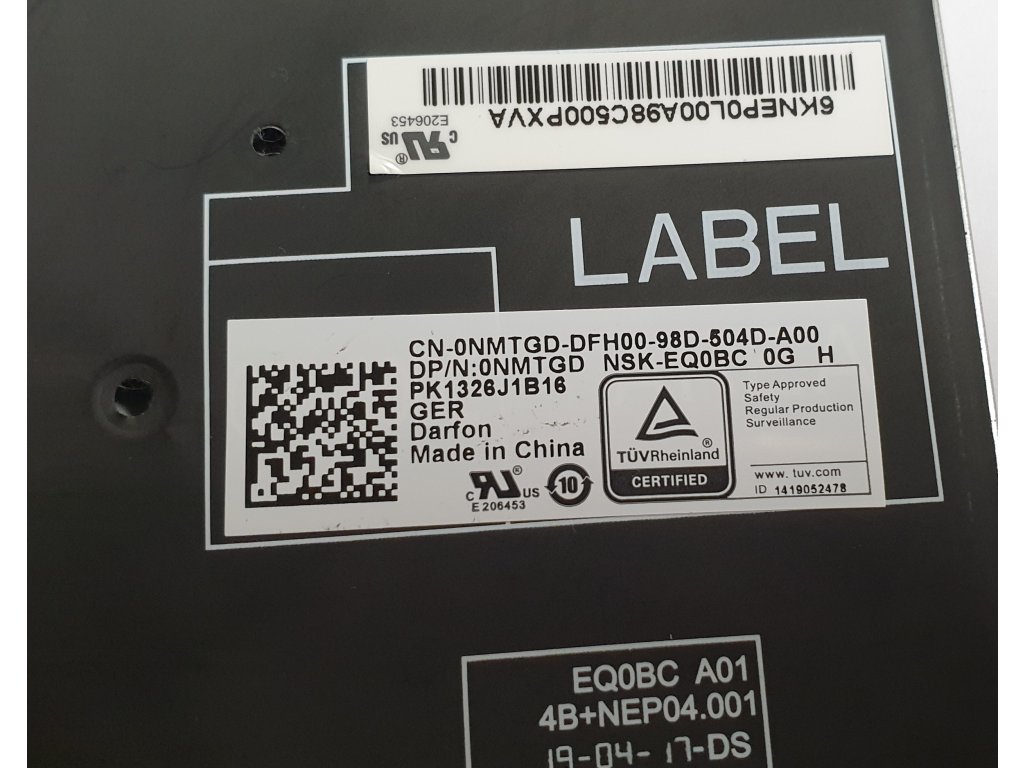 6KNEP0L00A98C500PXVA
E206453
C US ®
LABEL
CN-0NMTGD-DFH00-98D-504D-A00
DP/N:0NMTGD NSK-EQ0BC 0G H
PK1326J1B16
GER
Darfon
Made in China
C US ®
E206453
10
TÜVRheinland ®
CERTIFIED
Type Approved
Safety
Regular Production
Surveillance
www.tuv.com
ID 1419052478
EQ0BC A01
4B+NEP04.001
19-04-17-DS